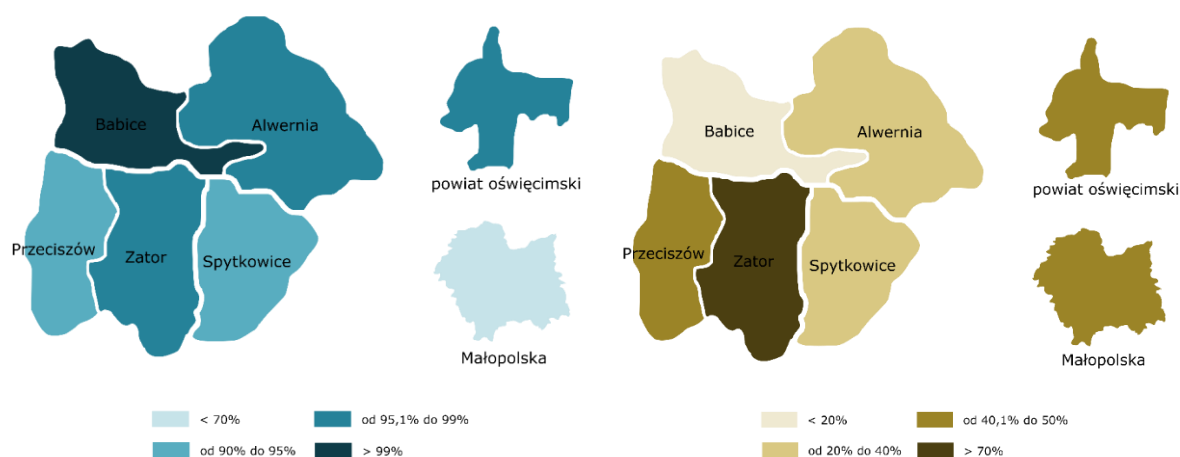 Babice
Alwernia
powiat oświęcimski
Przeciszów
Zator
Spytkowice
Małopolska
< 70%
od 95,1% do 99%
od 90% do 95%
> 99%
Babice
Alwernia
powiat oświęcimski
Przeciszów
Zator
Spytkowice
Małopolska
< 20%
od 40,1% do 50%
od 20% do 40%
> 70%